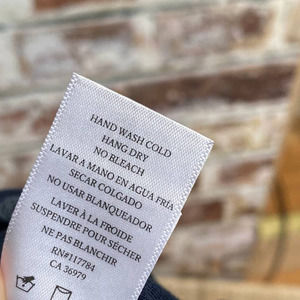 HAND WASH COLD
HANG DRY
NO BLEACH
LAVAR A MANO EN AGUA FRIA
SECAR COLGADO
NO USAR BLANQUEADOR
LAVER À LA FROIDE
SUSPENDRE POUR SÉCHER
NE PAS BLANCHIR
RN#117784
CA 36979